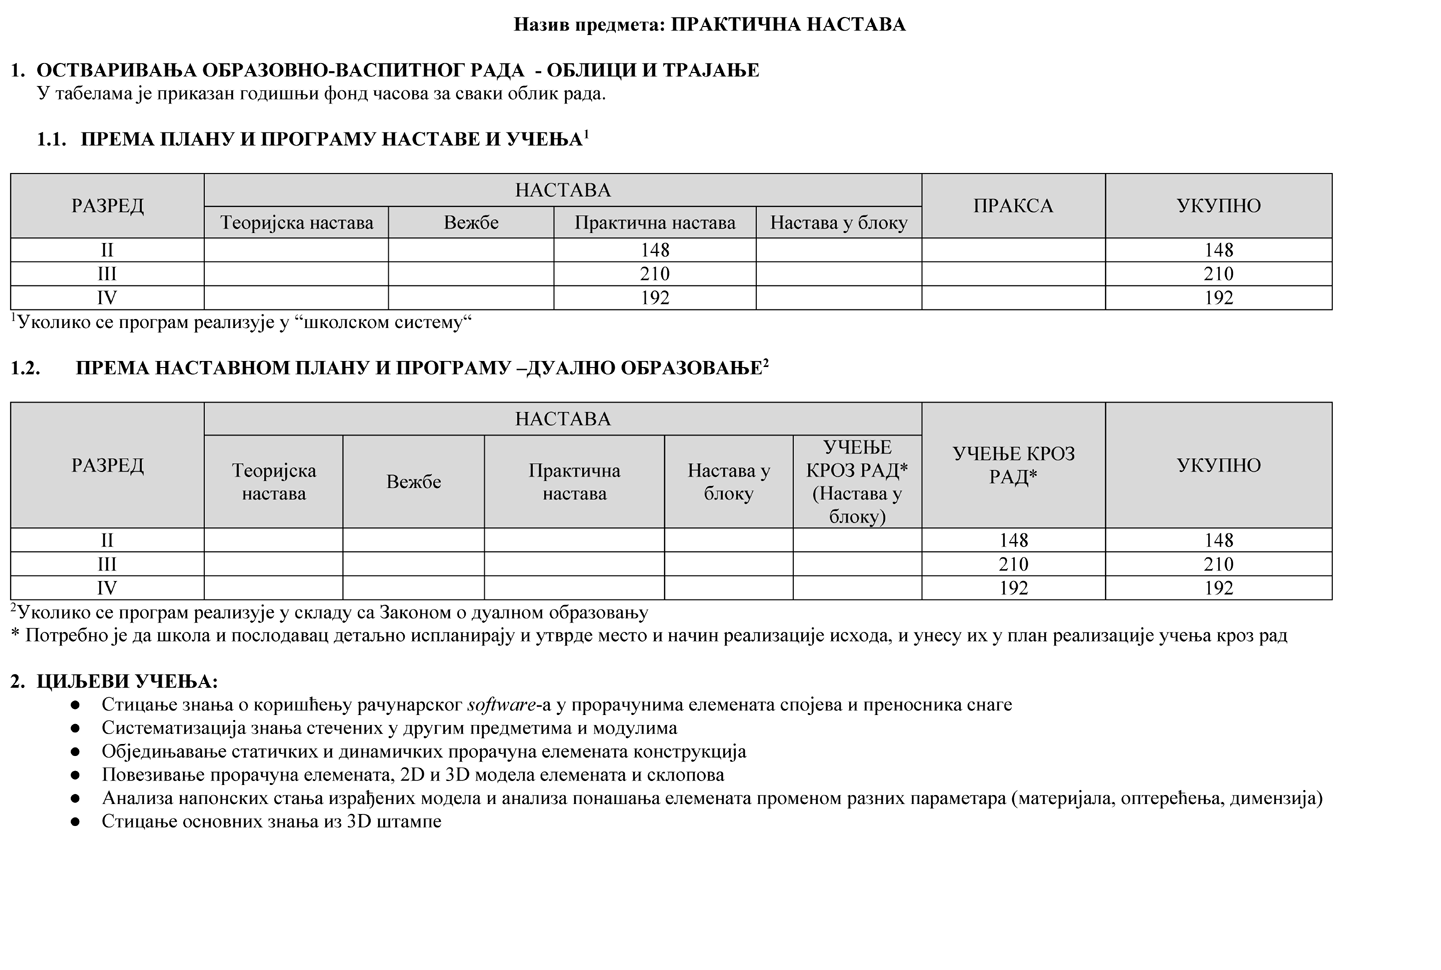 Назив предмета: ПРАКТИЧНА НАСТАВА
1. ОСТВАРИВАЊА ОБРАЗОВНО-ВАСПИТНОГ РАДА - ОБЛИЦИ И ТРАЈАЊЕ
У табелама је приказан годишњи фонд часова за сваки облик рада.
1.1. ПРЕМА ПЛАНУ И ПРОГРАМУ НАСТАВЕ И УЧЕЊА¹
РАЗРЕД НАСТАВА ПРАКСА УКУПНО
Теоријска настава Вежбе Практична настава Настава у блоку
II 148 148
III 210 210
IV 192 192
¹Уколико се програм реализује у “школском систему“
1.2. ПРЕМА НАСТАВНОМ ПЛАНУ И ПРОГРАМУ –ДУАЛНО ОБРАЗОВАЊЕ²
РАЗРЕД НАСТАВА УЧЕЊЕ КРОЗ РАД* УКУПНО
Теоријска настава Вежбе Практична настава Настава у блоку УЧЕЊЕ КРОЗ РАД* (Настава у блоку)
II 148 148
III 210 210
IV 192 192
²Уколико се програм реализује у складу са Законом о дуалном образовању
* Потребно је да школа и послодавац детаљно испланирају и утврде место и начин реализације исхода, и унесу их у план реализације учења кроз рад
2. ЦИЉЕВИ УЧЕЊА:
● Стицање знања о коришћењу рачунарског software-а у прорачунима елемената спојева и преносника снаге
● Систематизација знања стечених у другим предметима и модулима
● Обједињавање статичких и динамичких прорачуна елемената конструкција
● Повезивање прорачуна елемената, 2D и 3D модела елемената и склопова
● Анализа напонских стања израђених модела и анализа понашања елемената променом разних параметара (материјала, оптерећења, димензија)
● Стицање основних знања из 3D штампе